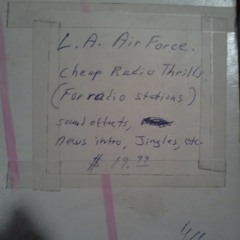 L.A. Air Force.
Cheap Radio Thrills
(For radio stations)
sound effects,
News intro, Jingles, etc
$ 19.99